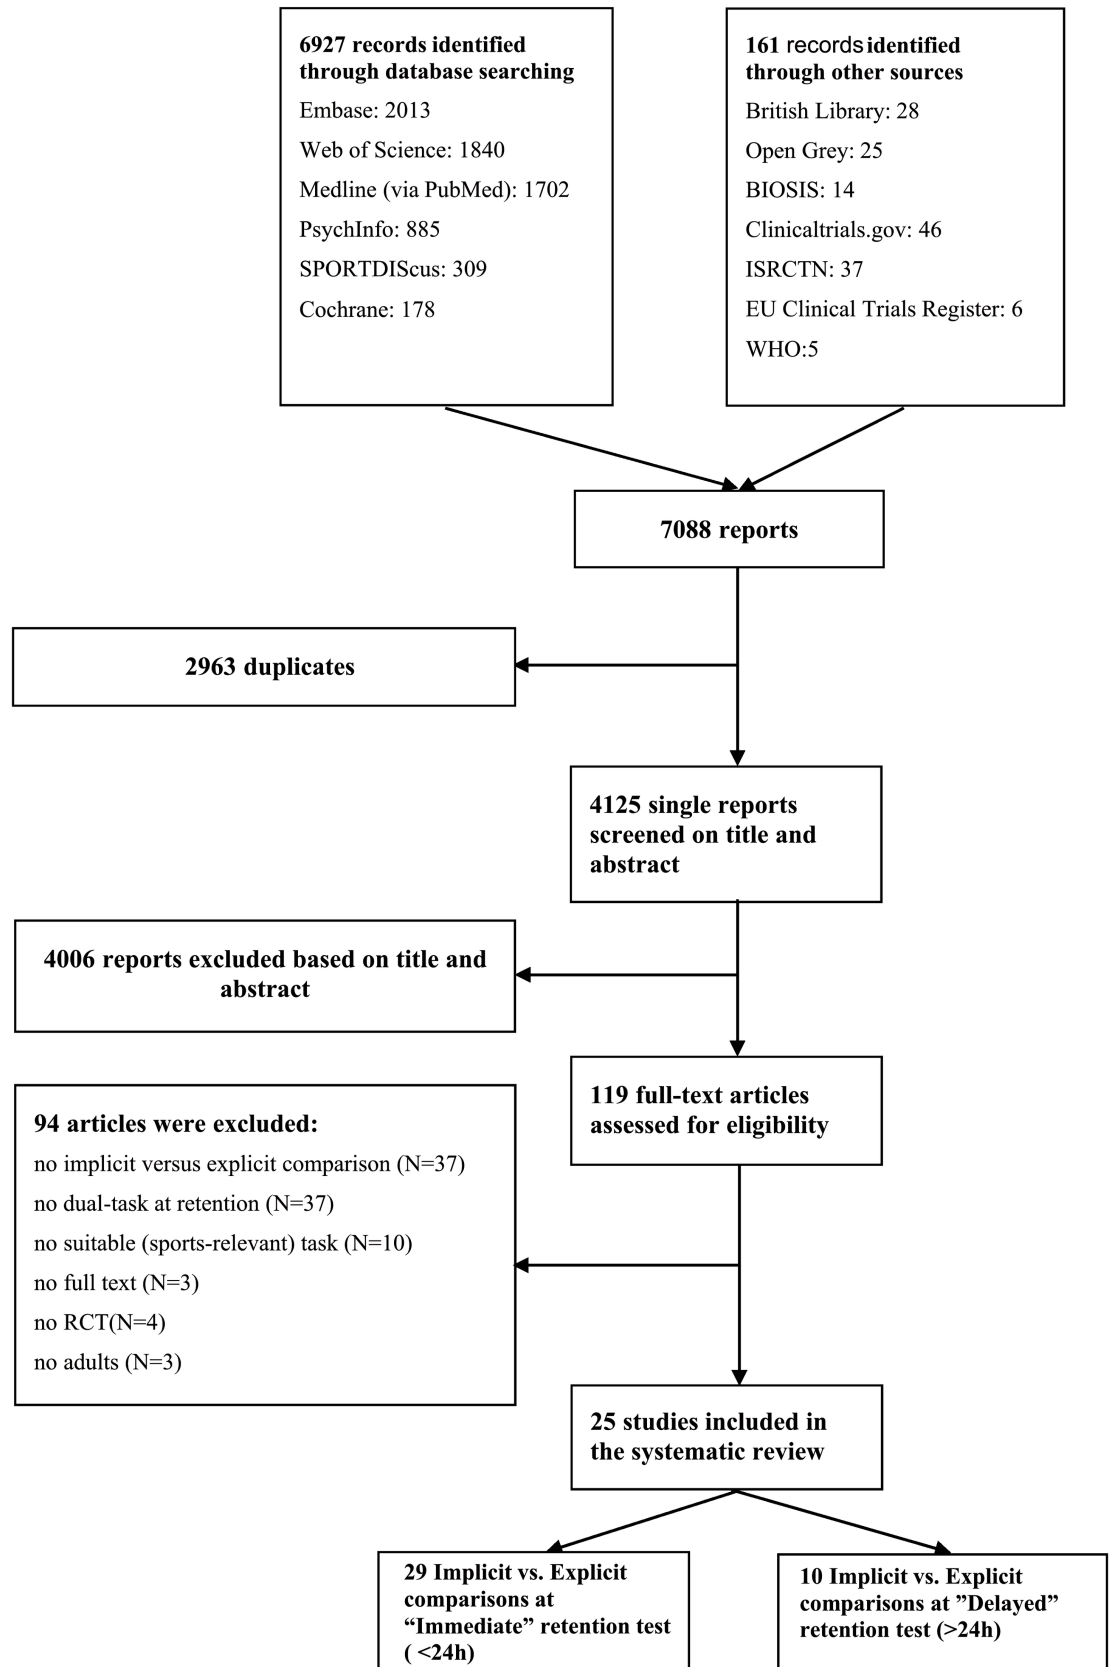 6927 records identified
through database searching
Embase: 2013
Web of Science: 1840
Medline (via PubMed): 1702
PsychInfo: 885
SPORTDIScus: 309
Cochrane: 178
161 records identified
through other sources
British Library: 28
Open Grey: 25
BIOSIS: 14
Clinicaltrials.gov: 46
ISRCTN: 37
EU Clinical Trials Register: 6
WHO:5
7088 reports
2963 duplicates
4125 single reports
screened on title and
abstract
4006 reports excluded based on title and
abstract
119 full-text articles
assessed for eligibility
94 articles were excluded:
no implicit versus explicit comparison (N=37)
no dual-task at retention (N=37)
no suitable (sports-relevant) task (N=10)
no full text (N=3)
no RCT(N=4)
no adults (N=3)
25 studies included in
the systematic review
29 Implicit vs. Explicit
comparisons at
“Immediate” retention test
( <24h)
10 Implicit vs. Explicit
comparisons at ”Delayed”
retention test (>24h)